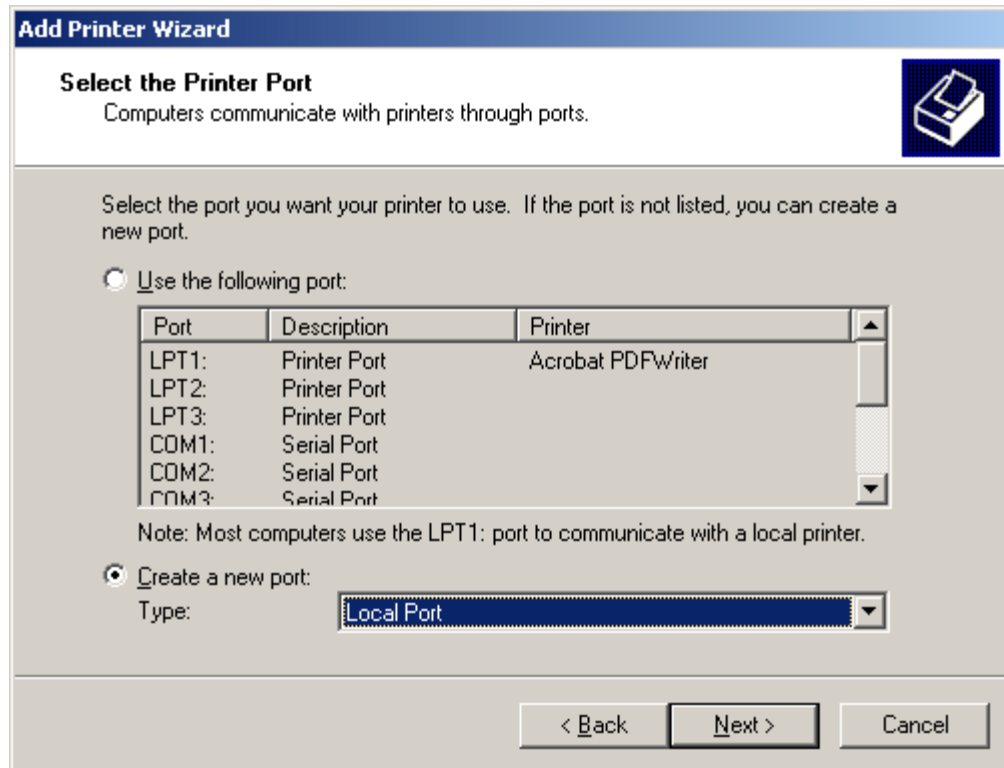 Add Printer Wizard
Select the Printer Port
Computers communicate with printers through ports.
Select the port you want your printer to use.  If the port is not listed, you can create a
new port.
Use the following port:
Port Description Printer
LPT1: Printer Port Acrobat PDFWriter
LPT2: Printer Port
LPT3: Printer Port
COM1: Serial Port
COM2: Serial Port
COM3: Serial Port
Note: Most computers use the LPT1: port to communicate with a local printer.
Create a new port:
Type: Local Port
< Back Next > Cancel